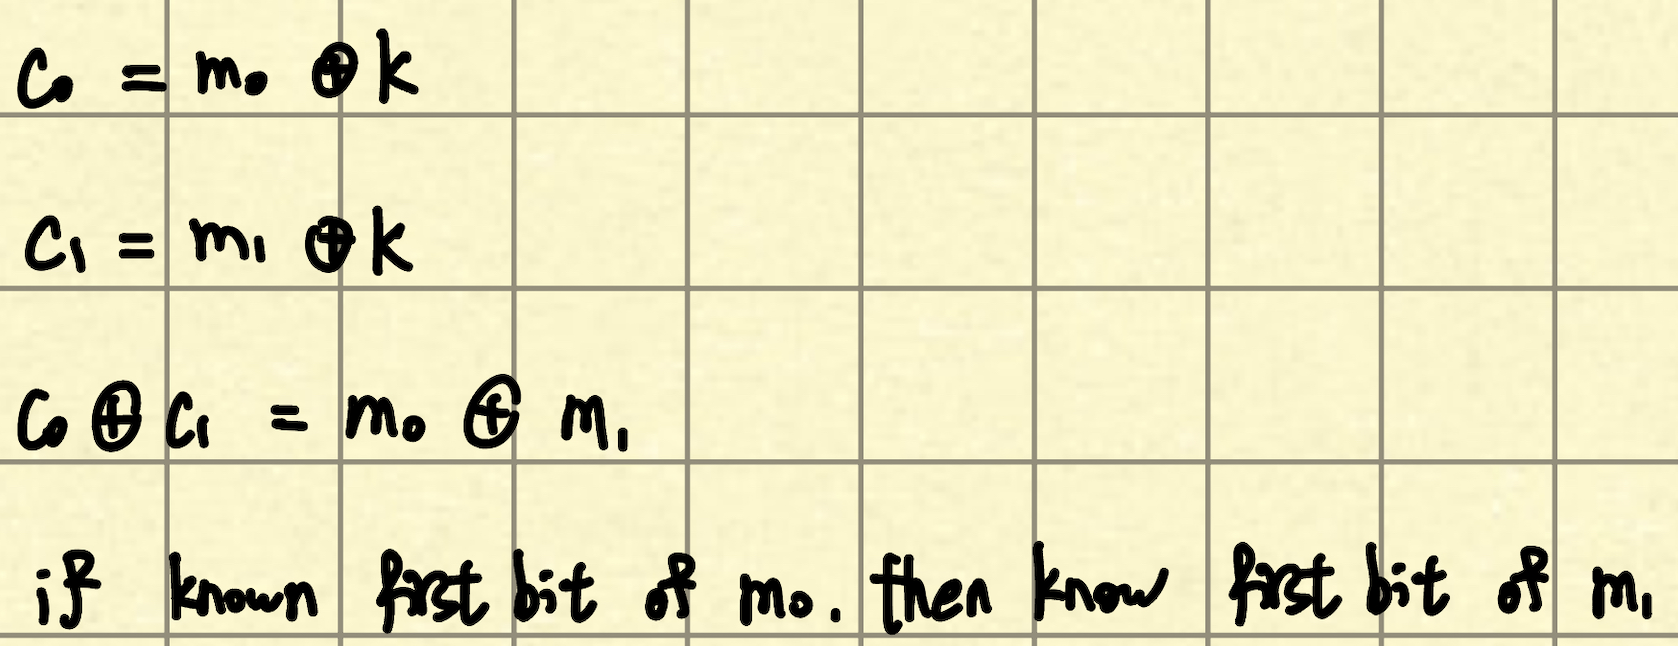 C₀ = m₀ ⊕ k
C₁ = m₁ ⊕ k
C₀ ⊕ C₁ = m₀ ⊕ m₁
if known first bit of m₀. then know first bit of m₁